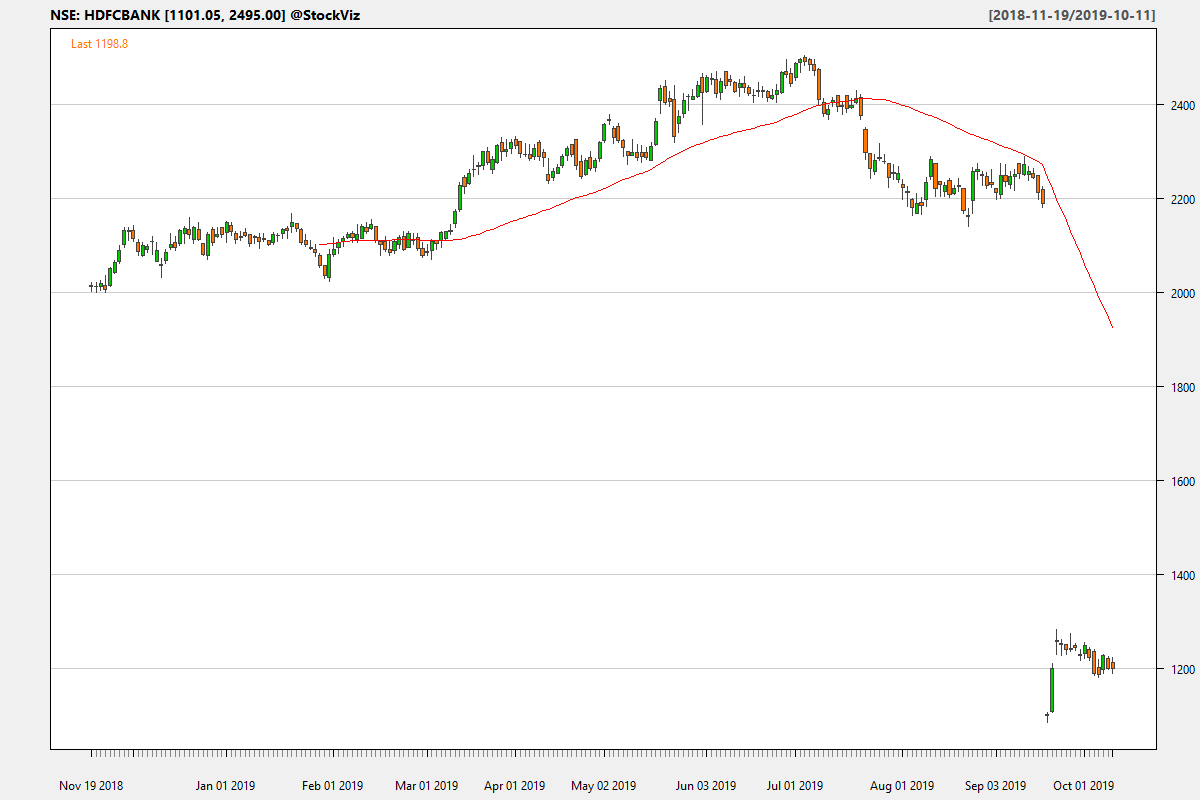 NSE: HDFCBANK [1101.05, 2495.00] @StockViz
[2018-11-19/2019-10-11]
Last 1198.8
2400
2200
2000
1800
1600
1400
1200
Nov 19 2018 Jan 01 2019 Feb 01 2019 Mar 01 2019 Apr 01 2019 May 02 2019 Jun 03 2019 Jul 01 2019 Aug 01 2019 Sep 03 2019 Oct 01 2019